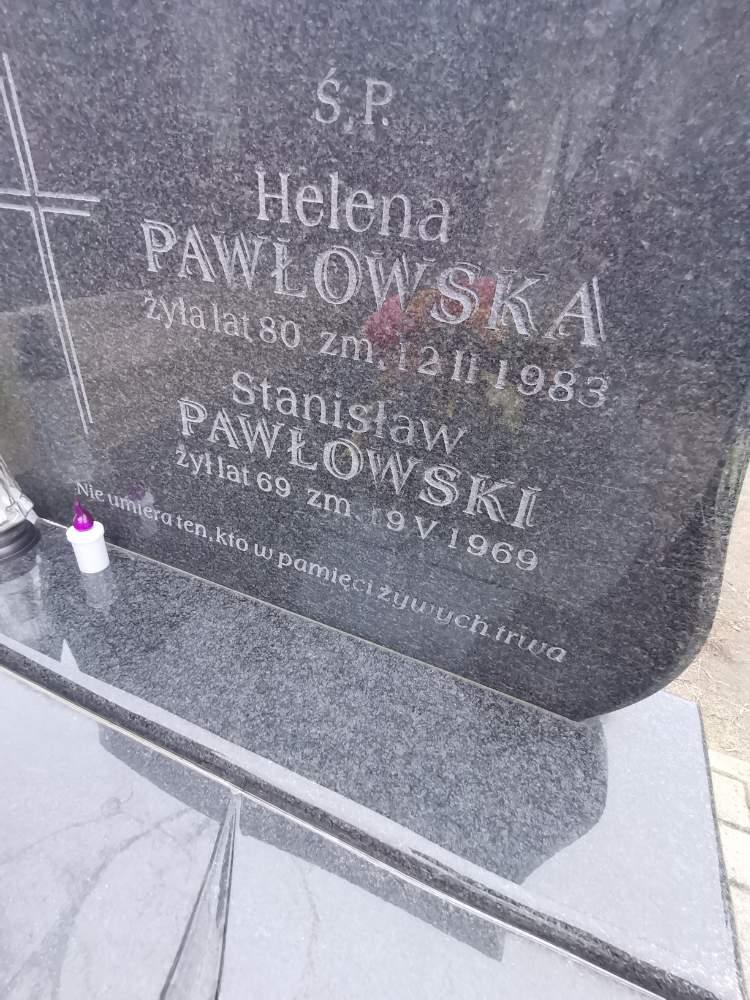 Ś.P.
Helena
PAWŁOWSKA
żyła lat 80 zm. 12 II 1983
Stanisław
PAWŁOWSKI
żył lat 69 zm. 19 V 1969
Nie umiera ten, kto w pamięci żywych trwa